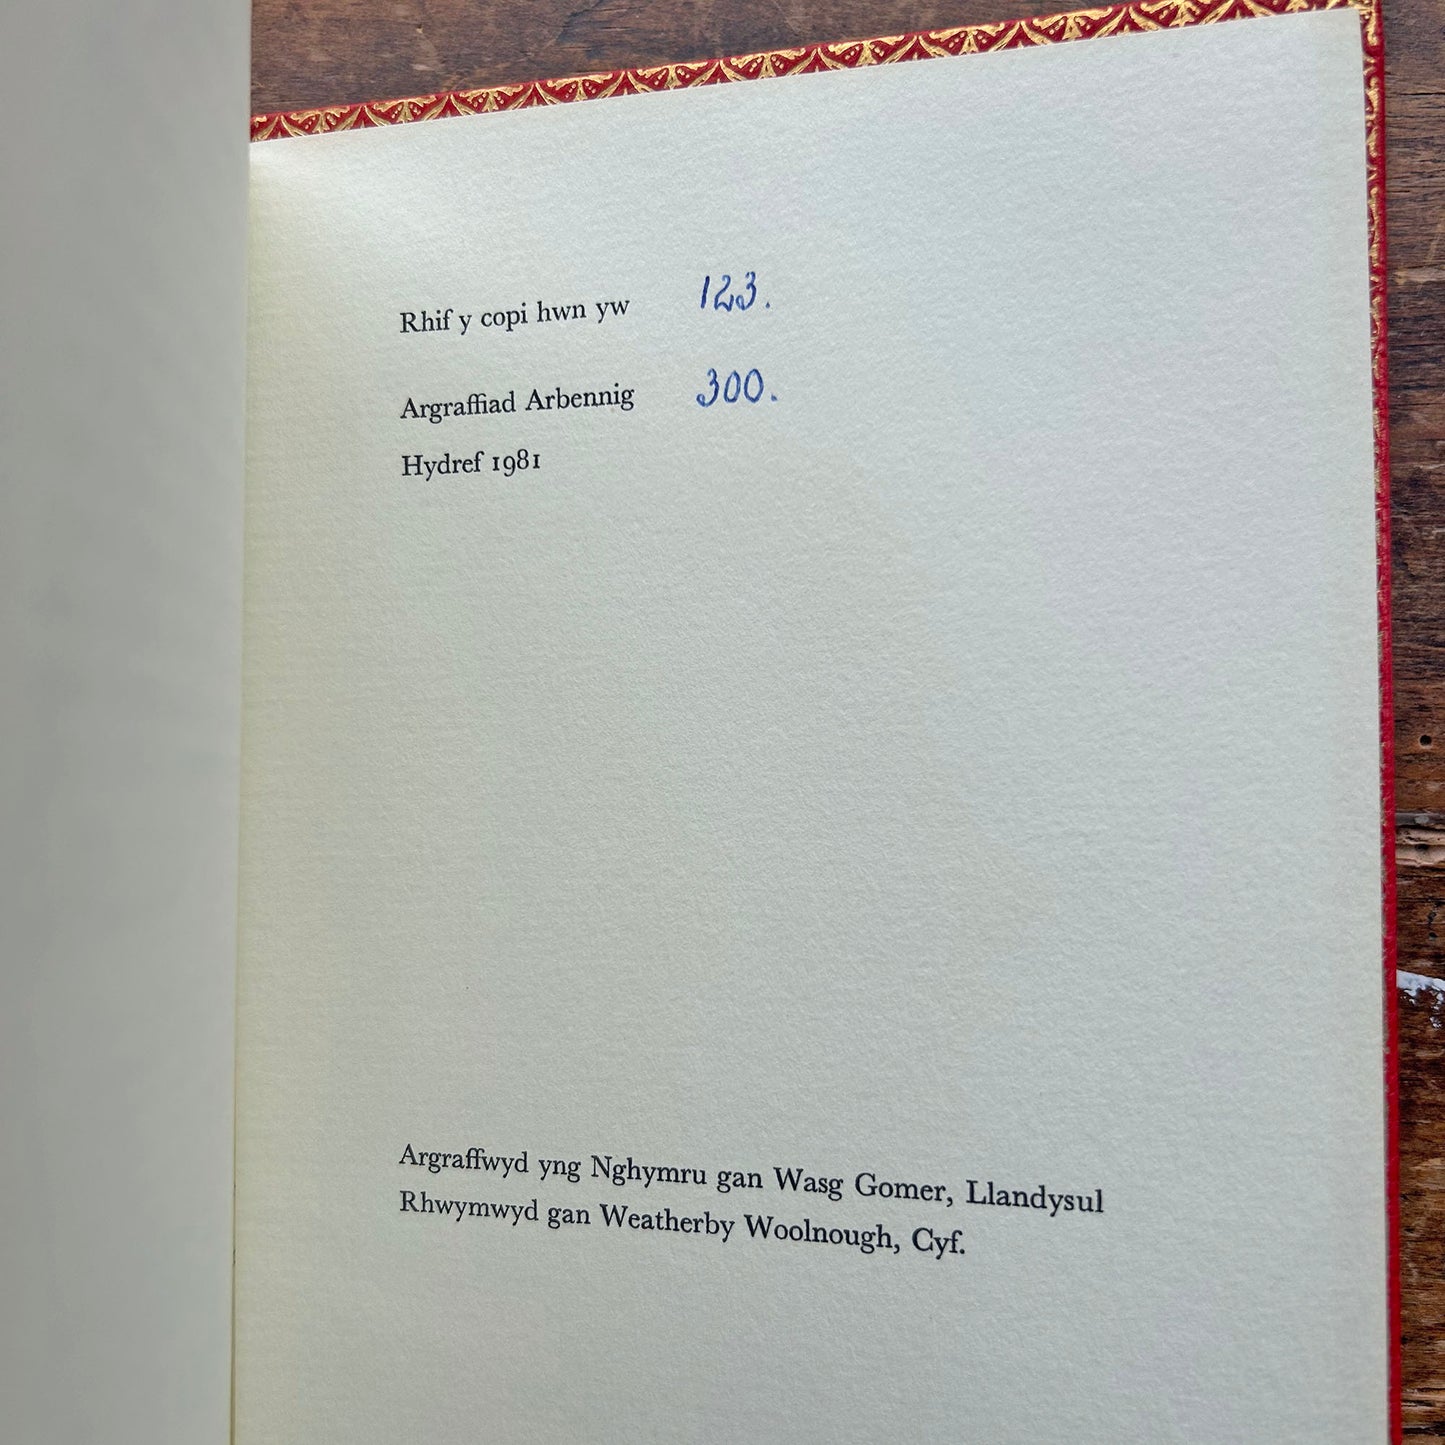 Rhif y copi hwn yw 123.
Argraffiad Arbennig 300.
Hydref 1981
Argraffwyd yng Nghymru gan Wasg Gomer, Llandysul
Rhwymwyd gan Weatherby Woolnough, Cyf.